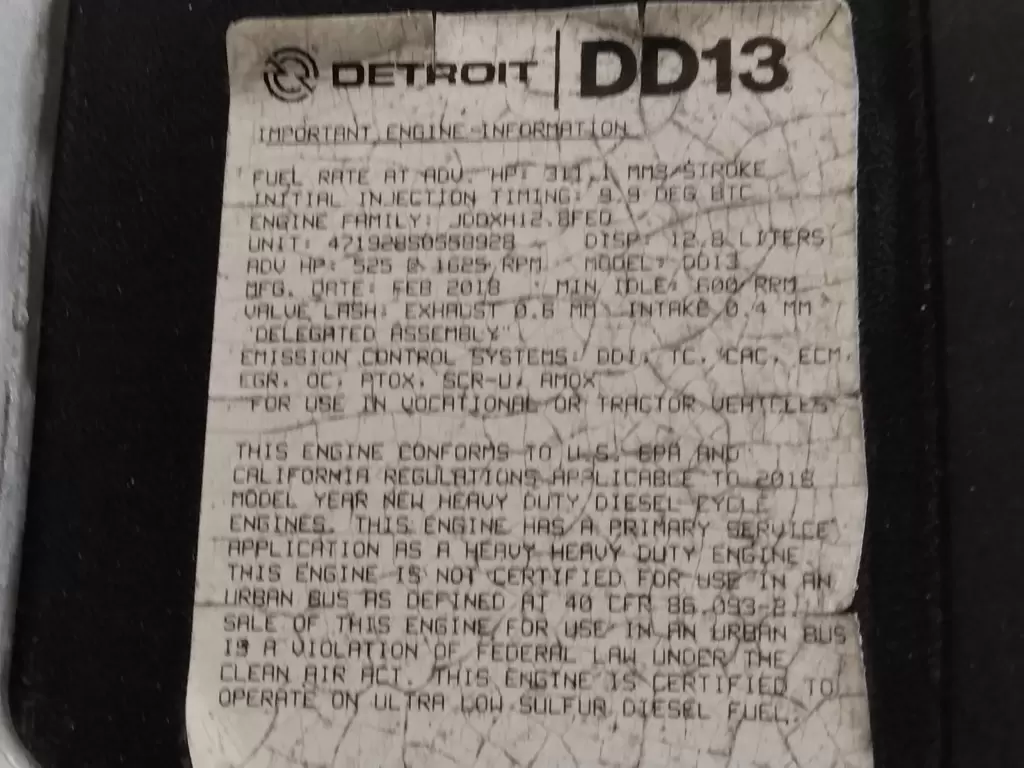 DETROIT | DD13
IMPORTANT ENGINE INFORMATION
FUEL RATE AT ADV. HP: 311.1 MM3/STROKE
INITIAL INJECTION TIMING: 9.9 DEG BTC
ENGINE FAMILY: JDDXH12.8FED
UNIT: 471928S0558928 DISP: 12.8 LITERS
ADV HP: 525 @ 1625 RPM MODEL: DD13
MFG. DATE: FEB 2018 MIN IDLE: 600 RPM
VALVE LASH: EXHAUST 0.6 MM INTAKE 0.4 MM
"DELEGATED ASSEMBLY"
EMISSION CONTROL SYSTEMS: DDI, TC, CAC, ECM,
EGR, OC, PTOX, SCR-U, AMOX
FOR USE IN VOCATIONAL OR TRACTOR VEHICLES
THIS ENGINE CONFORMS TO U.S. EPA AND
CALIFORNIA REGULATIONS APPLICABLE TO 2018
MODEL YEAR NEW HEAVY DUTY DIESEL CYCLE
ENGINES. THIS ENGINE HAS A PRIMARY SERVICE
APPLICATION AS A HEAVY HEAVY DUTY ENGINE
THIS ENGINE IS NOT CERTIFIED FOR USE IN AN
URBAN BUS AS DEFINED AT 40 CFR 86.093-2
SALE OF THIS ENGINE FOR USE IN AN URBAN BUS
IS A VIOLATION OF FEDERAL LAW UNDER THE
CLEAN AIR ACT. THIS ENGINE IS CERTIFIED TO
OPERATE ON ULTRA LOW SULFUR DIESEL FUEL.